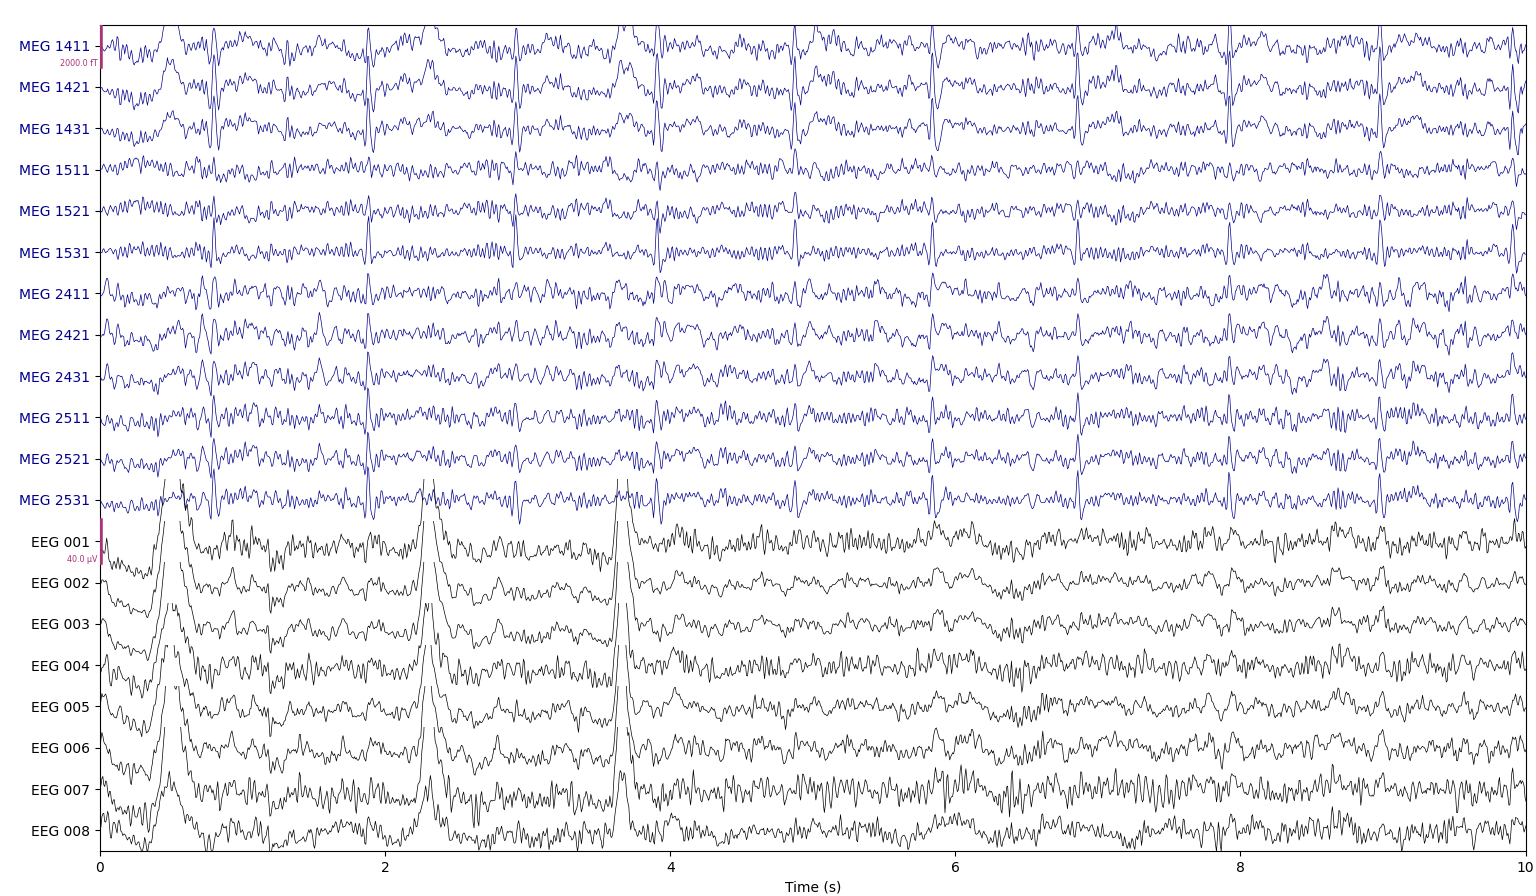 MEG 1411
2000.0 fT
MEG 1421
MEG 1431
MEG 1511
MEG 1521
MEG 1531
MEG 2411
MEG 2421
MEG 2431
MEG 2511
MEG 2521
MEG 2531
EEG 001
40.0 µV
EEG 002
EEG 003
EEG 004
EEG 005
EEG 006
EEG 007
EEG 008
0 2 4 6 8 10
Time (s)